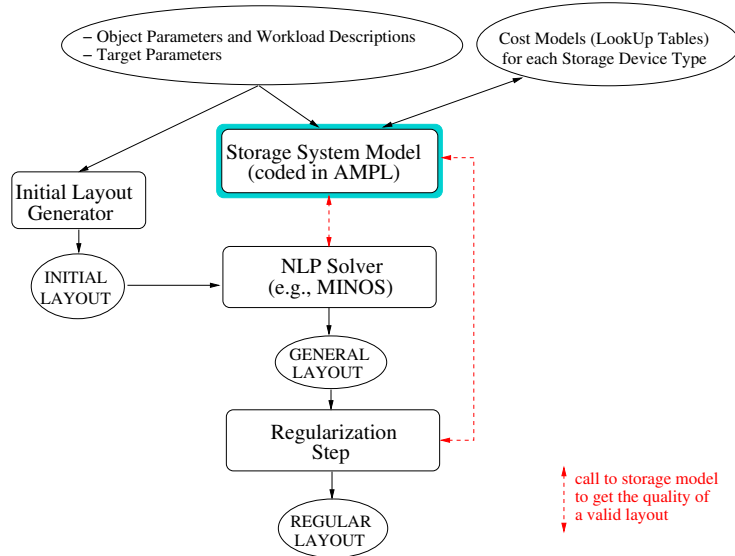 – Object Parameters and Workload Descriptions
– Target Parameters
Cost Models (LookUp Tables)
for each Storage Device Type
Storage System Model
(coded in AMPL)
Initial Layout
Generator
INITIAL
LAYOUT
NLP Solver
(e.g., MINOS)
GENERAL
LAYOUT
Regularization
Step
REGULAR
LAYOUT
call to storage model
to get the quality of
a valid layout